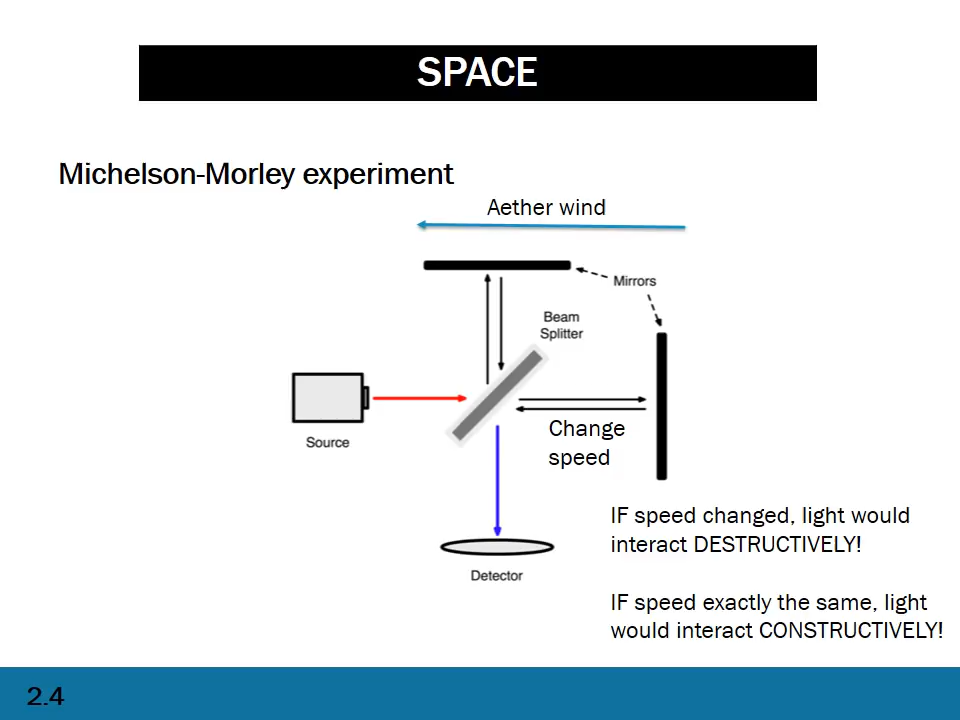 SPACE
Michelson-Morley experiment
Aether wind
Mirrors
Beam
Splitter
Source
Change
speed
IF speed changed, light would
interact DESTRUCTIVELY!
Detector
IF speed exactly the same, light
would interact CONSTRUCTIVELY!
2.4